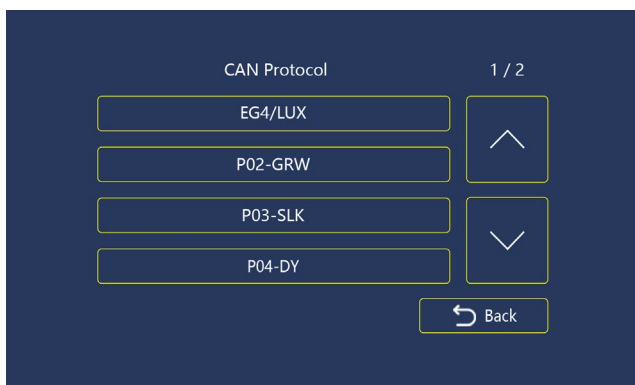 CAN Protocol 1 / 2
EG4/LUX
P02-GRW
P03-SLK
P04-DY
Back